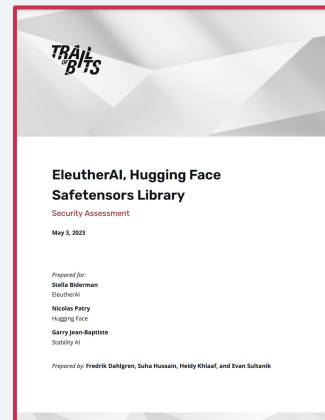 TRAIL
OF
BITS
EleutherAI, Hugging Face
Safetensors Library
Security Assessment
May 3, 2023
Prepared for:
Stella Biderman
EleutherAI
Nicolas Patry
Hugging Face
Garry Jean-Baptiste
Stability AI
Prepared by: Fredrik Dahlgren, Suha Hussain, Heidy Khlaaf, and Evan Sultanik